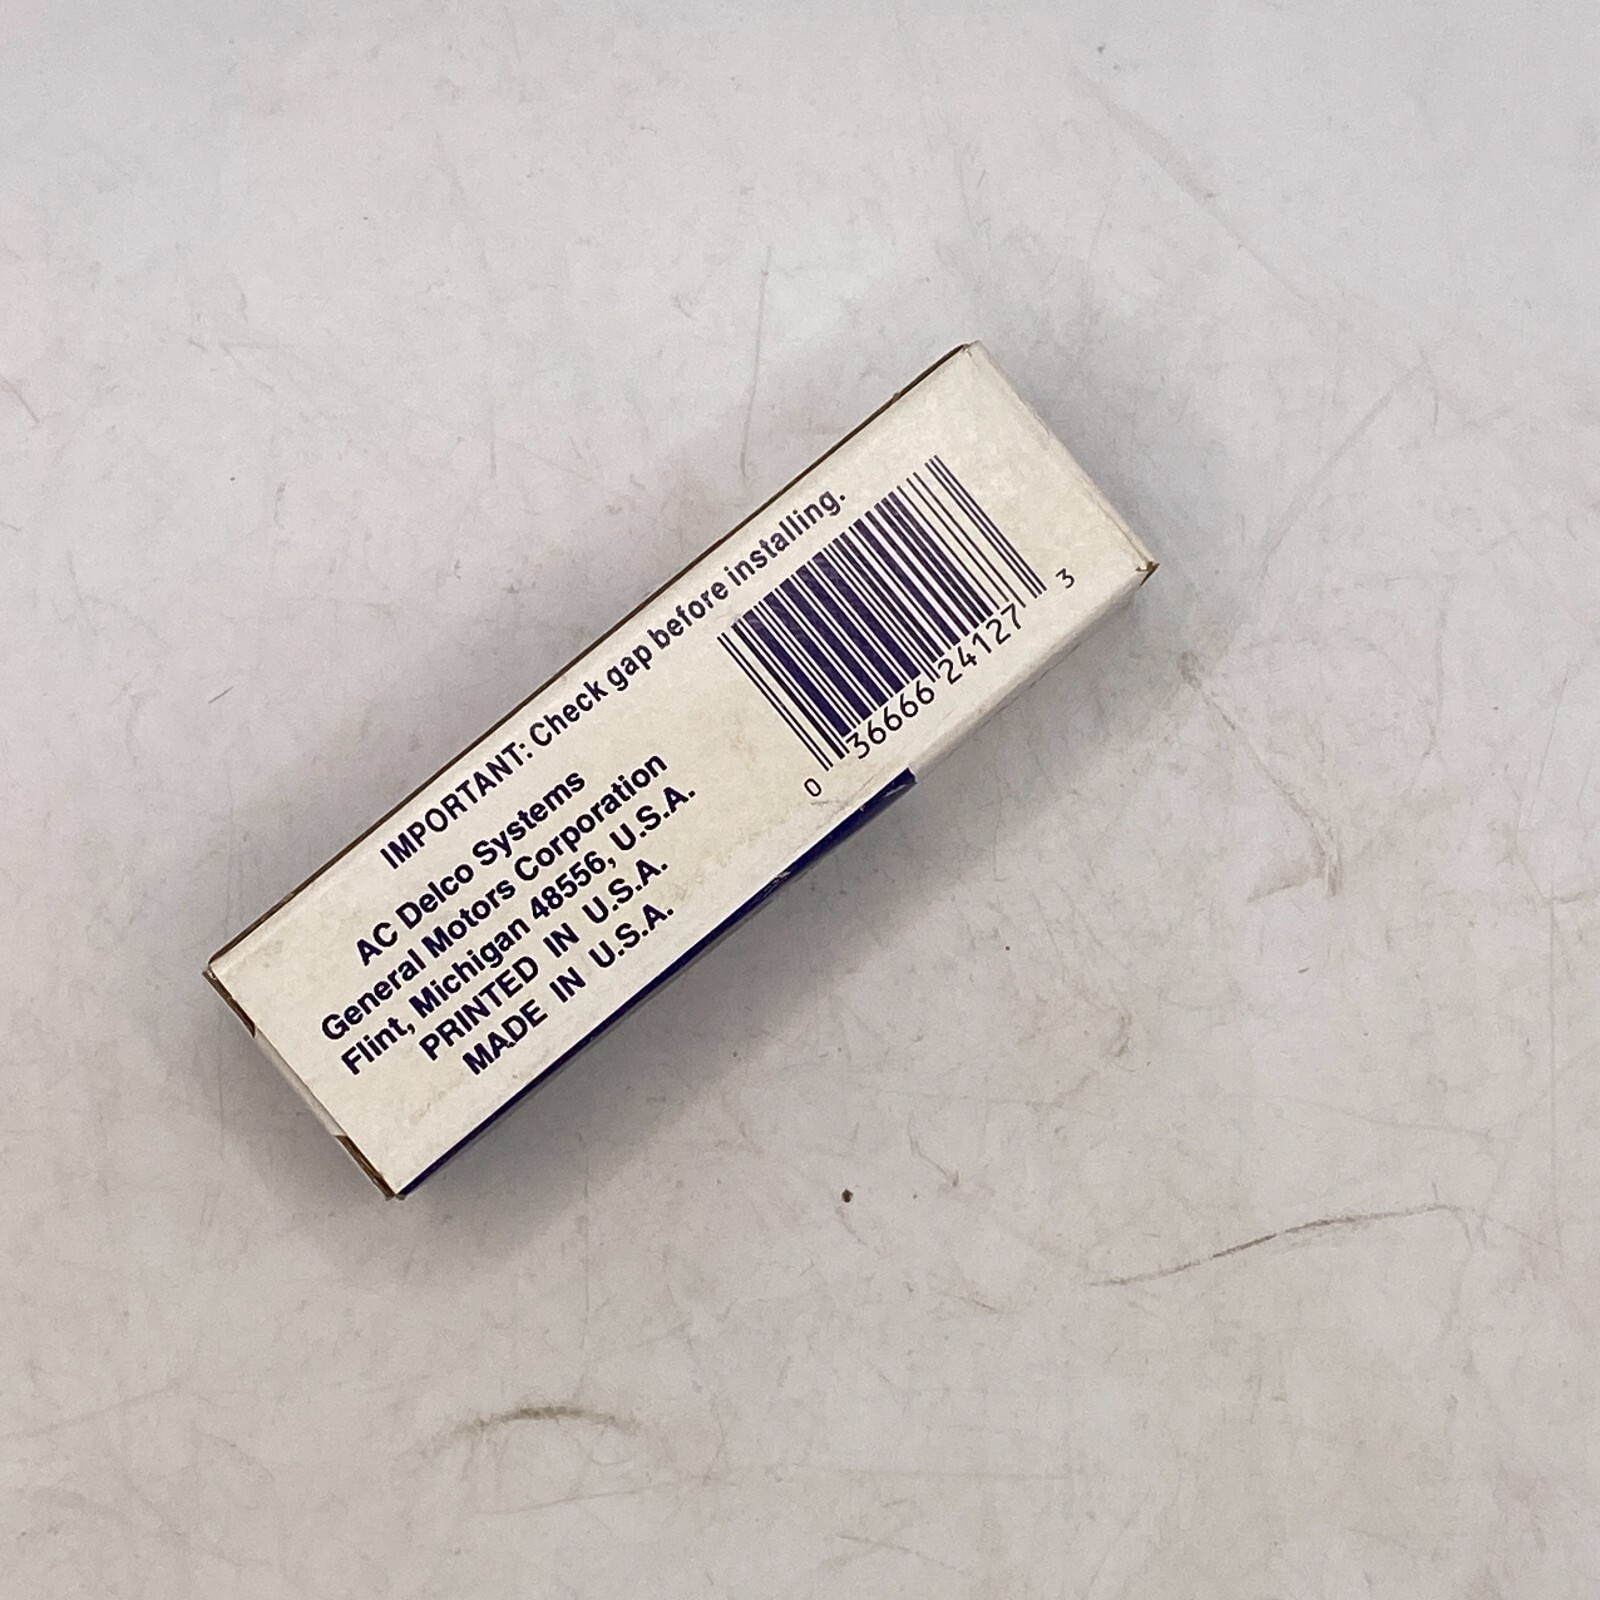 IMPORTANT: Check gap before installing.
AC Delco Systems
General Motors Corporation
Flint, Michigan 48556, U.S.A.
PRINTED IN U.S.A.
MADE IN U.S.A.
0 36666 24127 3